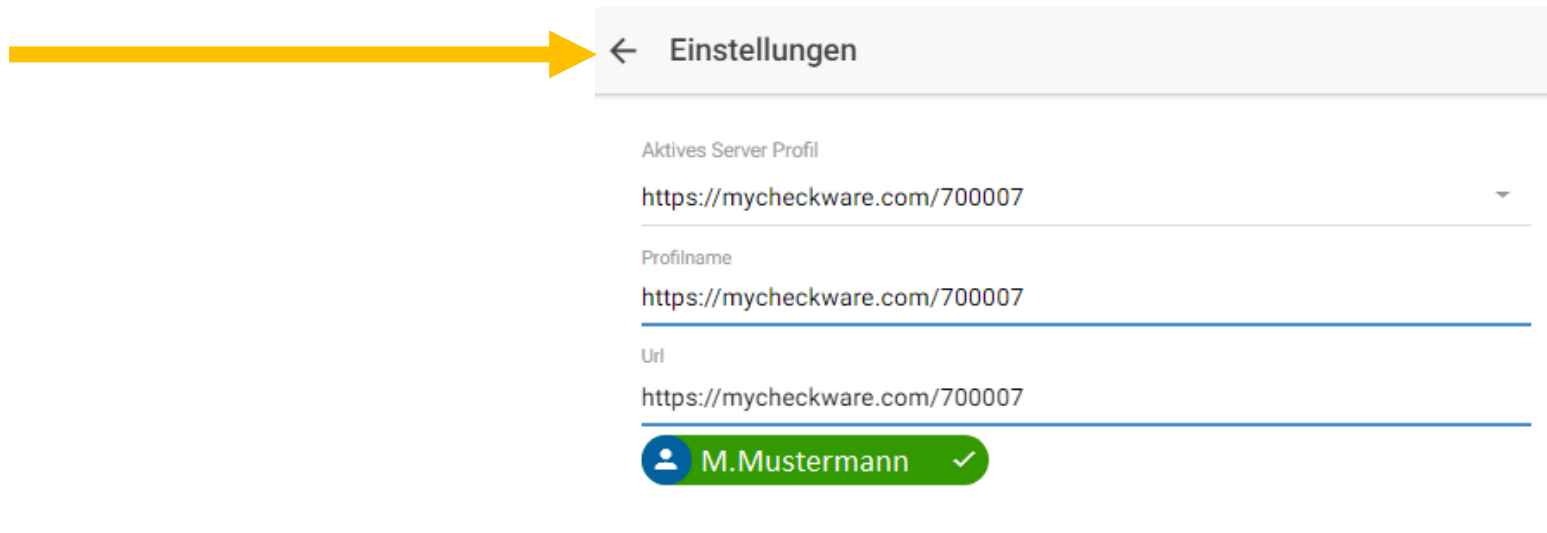 Einstellungen
Aktives Server Profil
https://mycheckware.com/700007
Profilname
https://mycheckware.com/700007
Url
https://mycheckware.com/700007
M.Mustermann